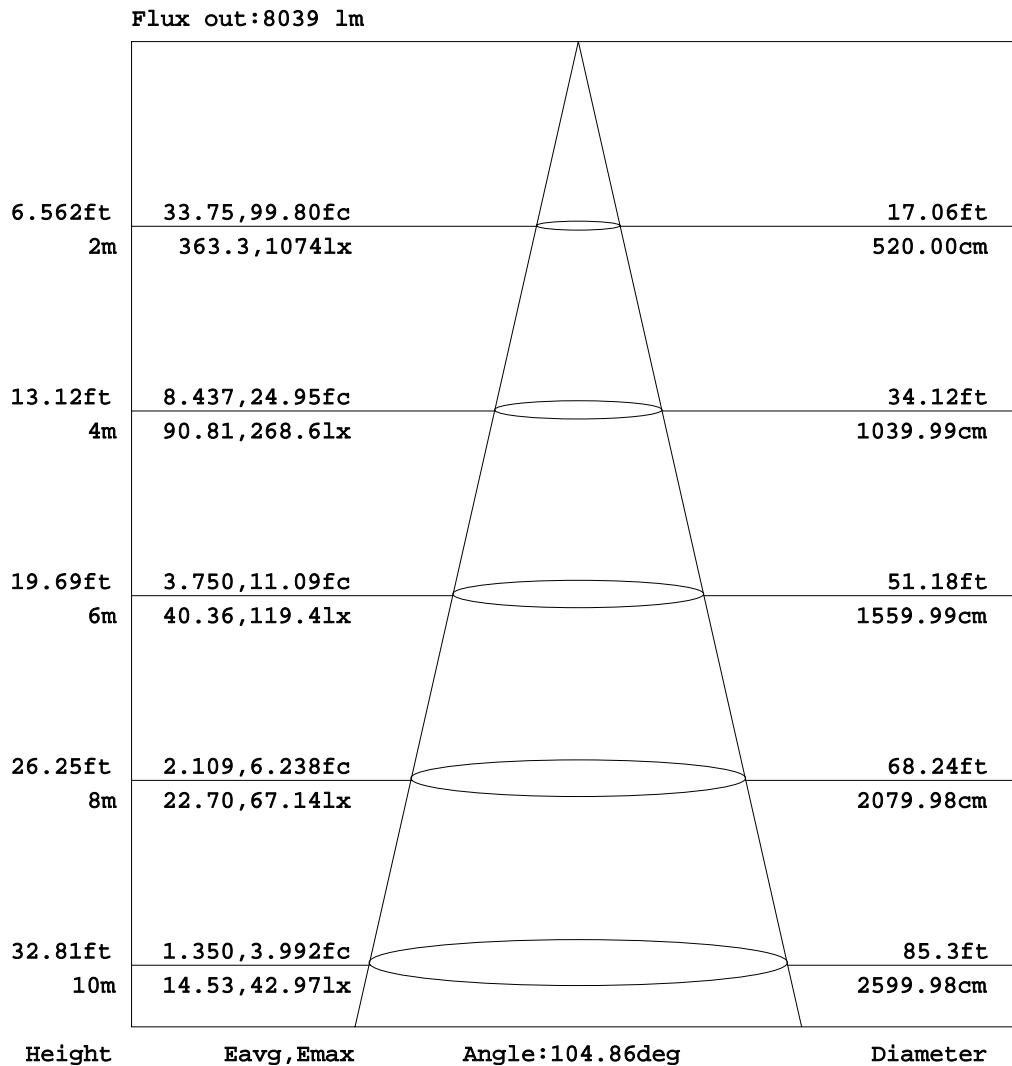 Flux out:8039 lm
6.562ft 33.75,99.80fc 17.06ft
2m 363.3,1074lx 520.00cm
13.12ft 8.437,24.95fc 34.12ft
4m 90.81,268.6lx 1039.99cm
19.69ft 3.750,11.09fc 51.18ft
6m 40.36,119.4lx 1559.99cm
26.25ft 2.109,6.238fc 68.24ft
8m 22.70,67.14lx 2079.98cm
32.81ft 1.350,3.992fc 85.3ft
10m 14.53,42.97lx 2599.98cm
Height Eavg,Emax Angle:104.86deg Diameter